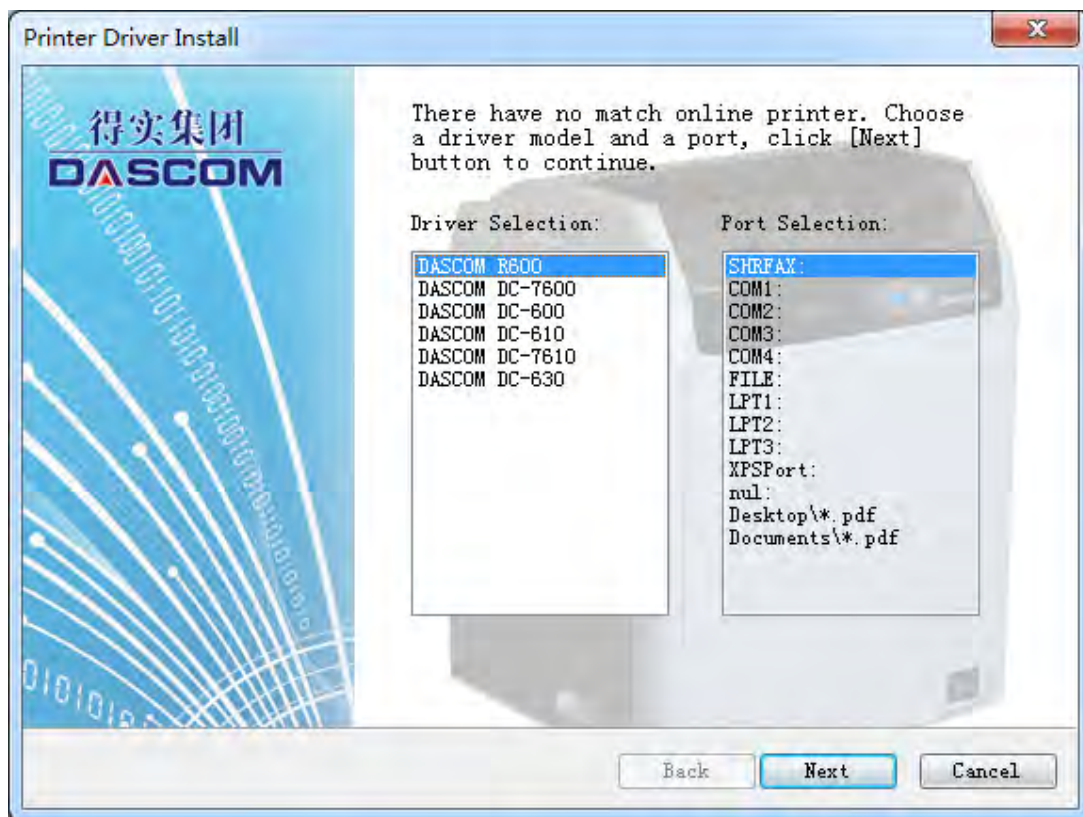 Printer Driver Install
得实集团
DASCOM
There have no match online printer. Choose
a driver model and a port, click [Next]
button to continue.
Driver Selection:
DASCOM R600
DASCOM DC-7600
DASCOM DC-600
DASCOM DC-610
DASCOM DC-7610
DASCOM DC-630
Port Selection:
SHRFAX:
COM1:
COM2:
COM3:
COM4:
FILE:
LPT1:
LPT2:
LPT3:
XPSPort:
nul:
Desktop\*.pdf
Documents\*.pdf
Back
Next
Cancel